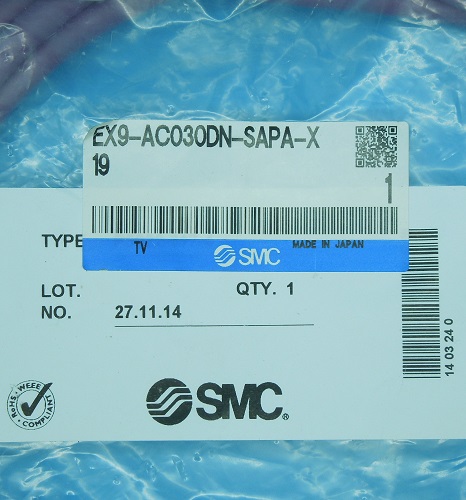 EX9-AC030DN-SAPA-X
19
1
TYPE
TV
MADE IN JAPAN
SMC
LOT.
NO.
27.11.14
QTY. 1
14 03 24 0
WEEE
RoHS
COMPLIANT
SMC®